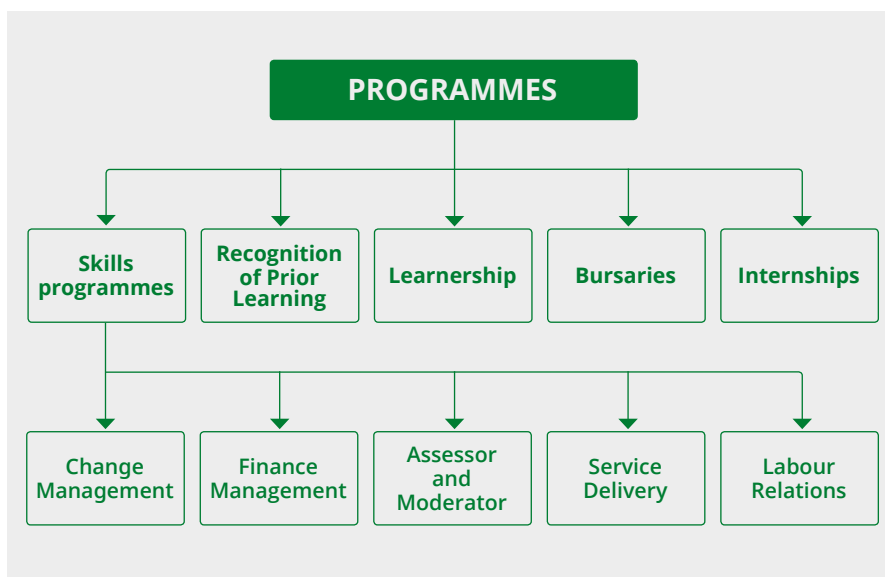 PROGRAMMES
Skills
programmes
Recognition
of Prior
Learning
Learnership
Bursaries
Internships
Change
Management
Finance
Management
Assessor
and
Moderator
Service
Delivery
Labour
Relations